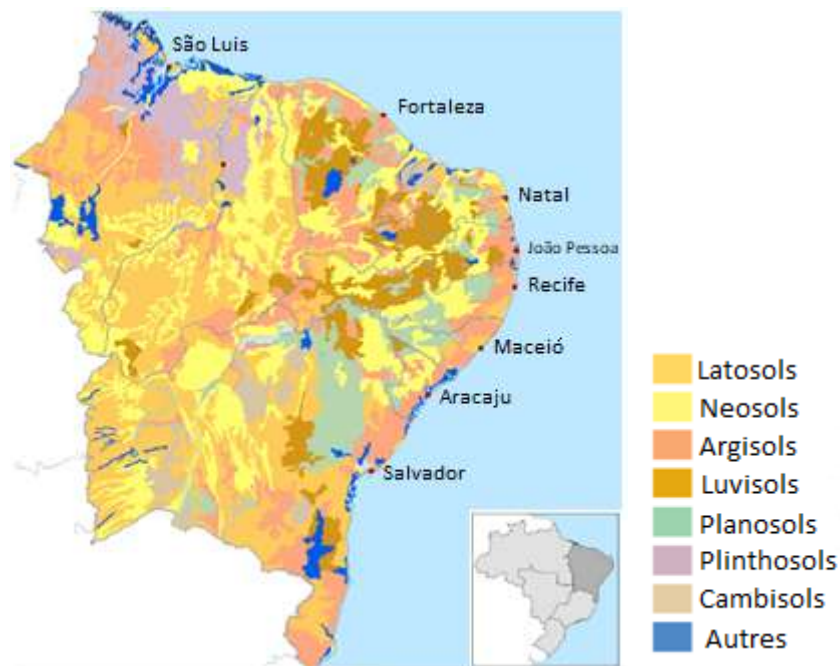 São Luis
Fortaleza
Natal
João Pessoa
Recife
Maceió
Aracaju
Salvador
Latosols
Neosols
Argisols
Luvisols
Planosols
Plinthosols
Cambisols
Autres